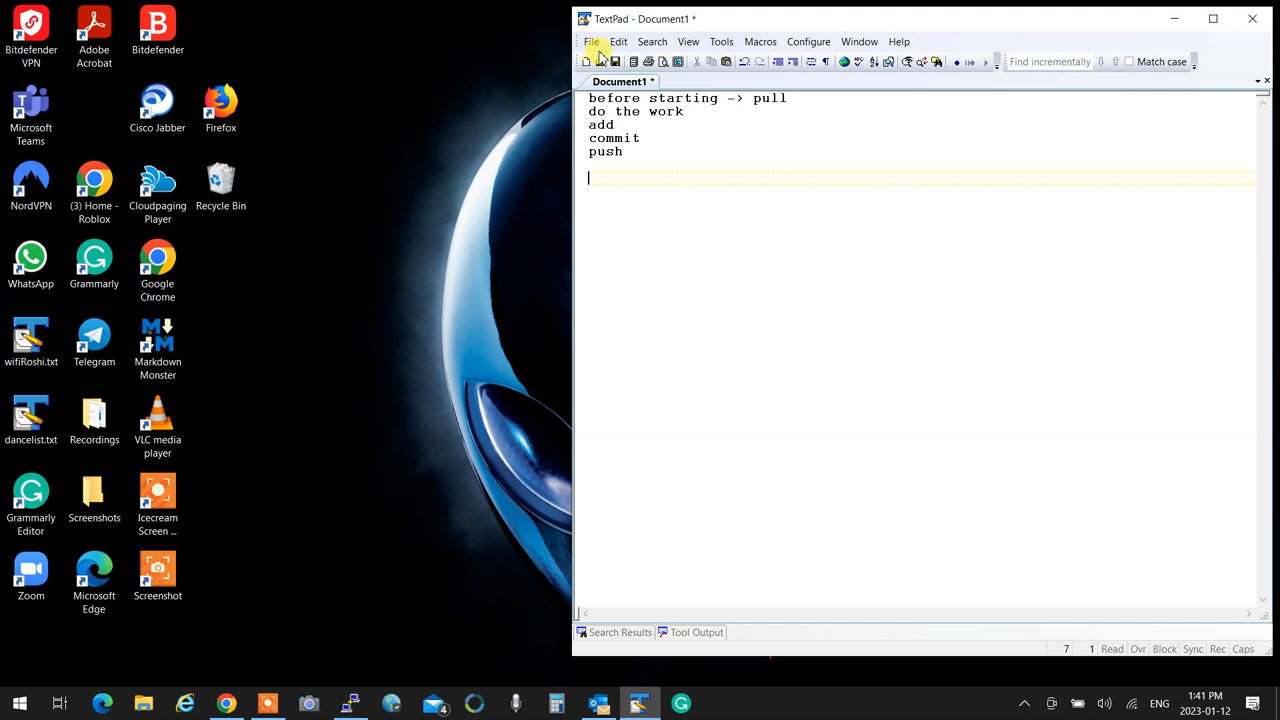 Bitdefender VPN
Adobe Acrobat
Bitdefender
Microsoft Teams
Cisco Jabber
Firefox
NordVPN
(3) Home - Roblox
Cloudpaging Player
Recycle Bin
WhatsApp
Grammarly
Google Chrome
wifiRoshi.txt
Telegram
Markdown Monster
dancelist.txt
Recordings
VLC media player
Grammarly Editor
Screenshots
Icecream Screen ...
Zoom
Microsoft Edge
Screenshot
TextPad - Document1 *
File Edit Search View Tools Macros Configure Window Help
Find incrementally Match case
Document1 *
before starting -> pull
do the work
add
commit
push
Search Results Tool Output
7 1 Read Ovr Block Sync Rec Caps
4
ENG
1:41 PM
2023-01-12